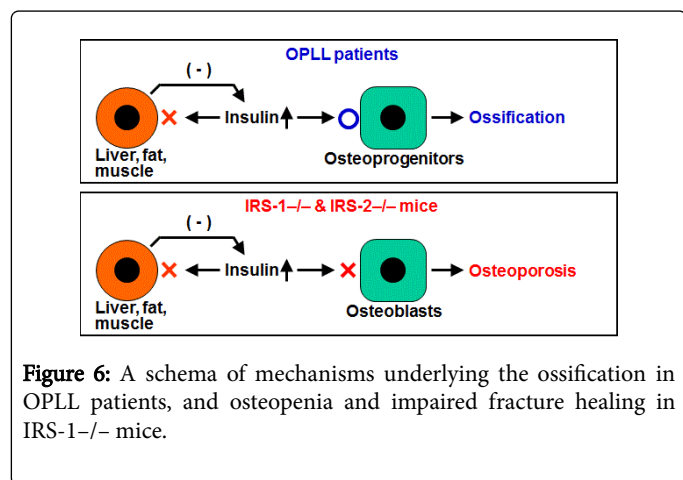 OPLL patients
( - )
× ← Insulin↑ → ○ → Ossification
Liver, fat,
muscle
Osteoprogenitors
IRS-1–/– & IRS-2–/– mice
( - )
× ← Insulin↑ → × → Osteoporosis
Liver, fat,
muscle
Osteoblasts
Figure 6: A schema of mechanisms underlying the ossification in
OPLL patients, and osteopenia and impaired fracture healing in
IRS-1–/– mice.